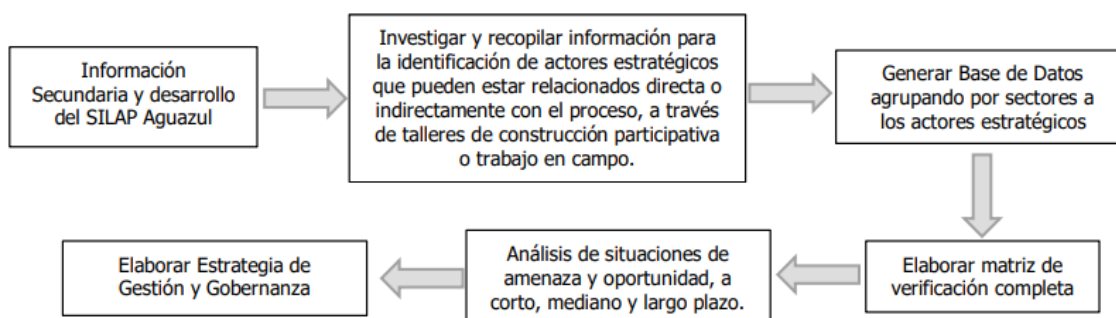 Información
Secundaria y desarrollo
del SILAP Aguazul
Investigar y recopilar información para
la identificación de actores estratégicos
que pueden estar relacionados directa o
indirectamente con el proceso, a través
de talleres de construcción participativa
o trabajo en campo.
Generar Base de Datos
agrupando por sectores a
los actores estratégicos
Elaborar matriz de
verificación completa
Análisis de situaciones de
amenaza y oportunidad, a
corto, mediano y largo plazo.
Elaborar Estrategia de
Gestión y Gobernanza